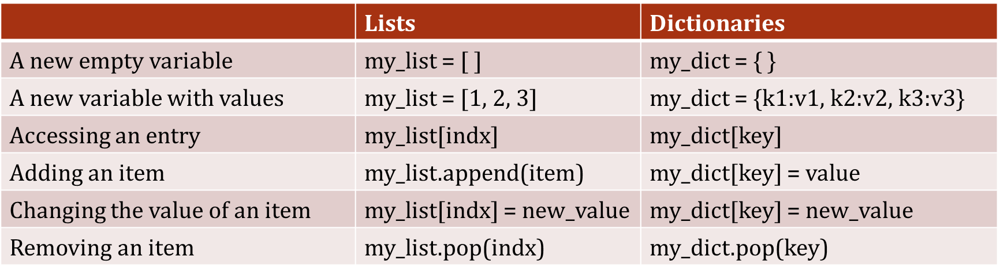 Lists Dictionaries
A new empty variable my_list = [ ] my_dict = { }
A new variable with values my_list = [1, 2, 3] my_dict = {k1:v1, k2:v2, k3:v3}
Accessing an entry my_list[indx] my_dict[key]
Adding an item my_list.append(item) my_dict[key] = value
Changing the value of an item my_list[indx] = new_value my_dict[key] = new_value
Removing an item my_list.pop(indx) my_dict.pop(key)